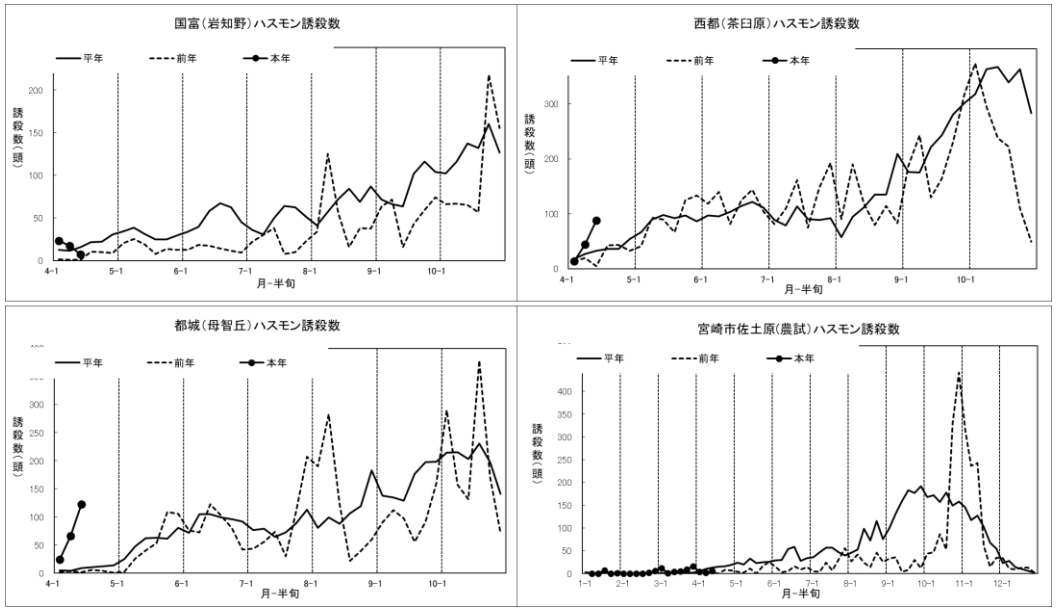 国富(岩知野)ハスモン誘殺数
平年 前年 本年
誘殺数(頭)
200
150
100
50
0
4-1 5-1 6-1 7-1 8-1 9-1 10-1
月-半旬
西都(茶臼原)ハスモン誘殺数
平年 前年 本年
誘殺数(頭)
300
200
100
0
4-1 5-1 6-1 7-1 8-1 9-1 10-1
月-半旬
都城(母智丘)ハスモン誘殺数
平年 前年 本年
誘殺数(頭)
300
250
200
150
100
50
0
4-1 5-1 6-1 7-1 8-1 9-1 10-1
月-半旬
宮崎市佐土原(農試)ハスモン誘殺数
平年 前年 本年
誘殺数(頭)
400
350
300
250
200
150
100
50
0
1-1 2-1 3-1 4-1 5-1 6-1 7-1 8-1 9-1 10-1 11-1 12-1
月-半旬